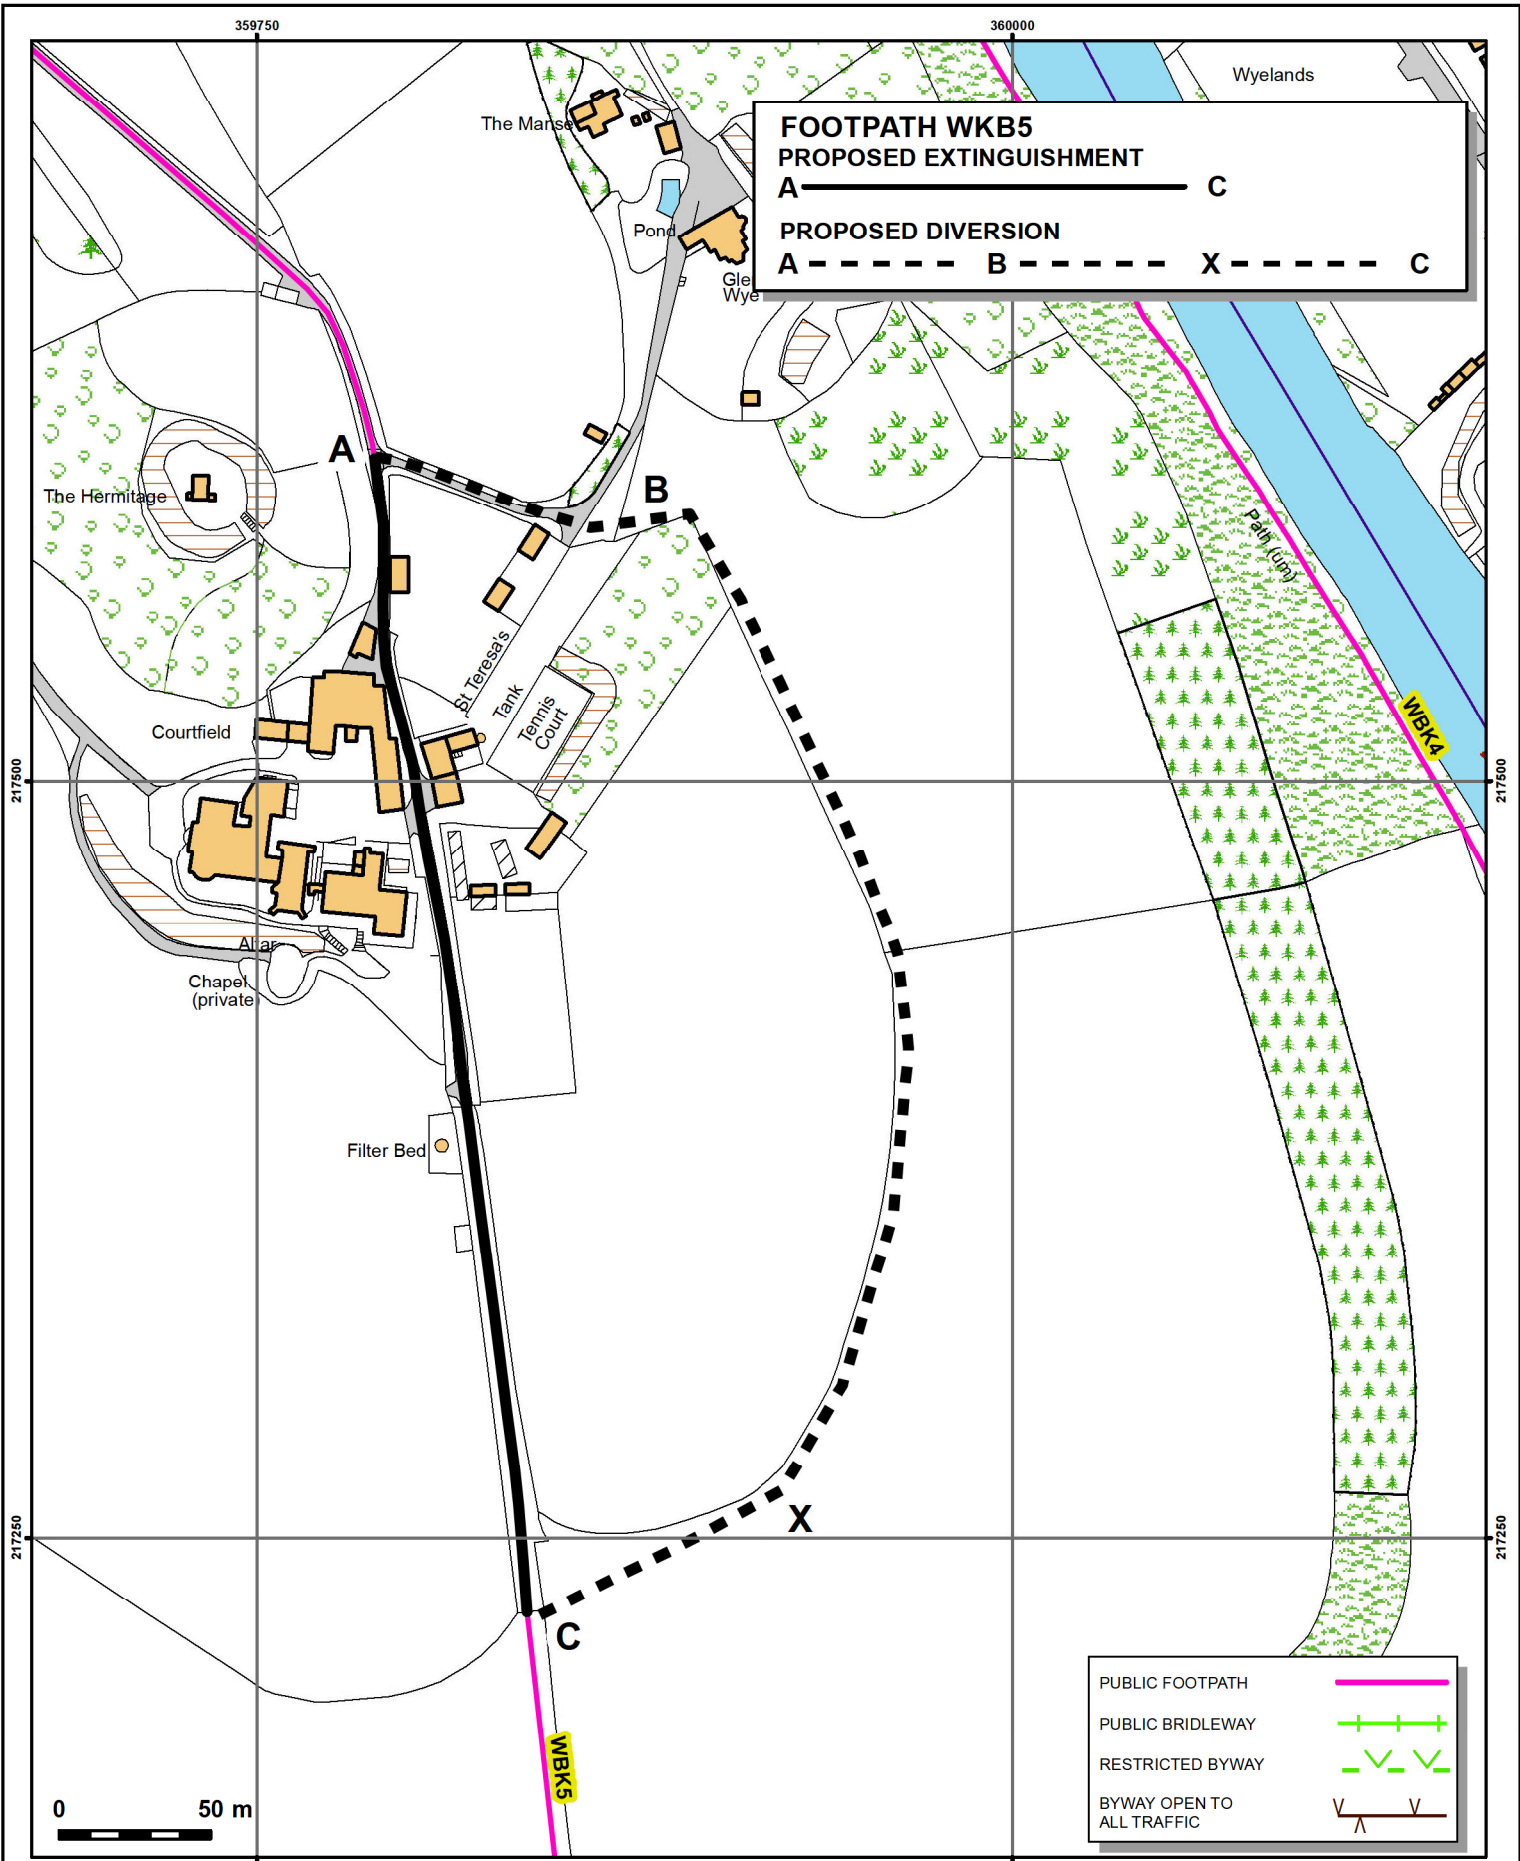 359750
360000
Wyelands
The Manse
FOOTPATH WKB5
PROPOSED EXTINGUISHMENT
A C
PROPOSED DIVERSION
A B X C
Pond
Gle
Wye
A
B
The Hermitage
Path (um)
St Teresa's
Tank
Tennis
Court
Courtfield
WBK4
217500
217500
Altar
Chapel
(private)
Filter Bed
X
217250
217250
C
WBK5
PUBLIC FOOTPATH
PUBLIC BRIDLEWAY
RESTRICTED BYWAY
BYWAY OPEN TO
ALL TRAFFIC
0 50 m